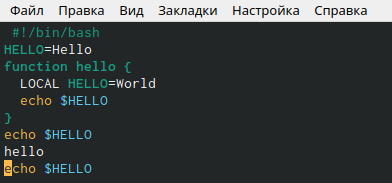 Файл Правка Вид Закладки Настройка Справка
#!/bin/bash
HELLO=Hello
function hello {
LOCAL HELLO=World
echo $HELLO
}
echo $HELLO
hello
echo $HELLO